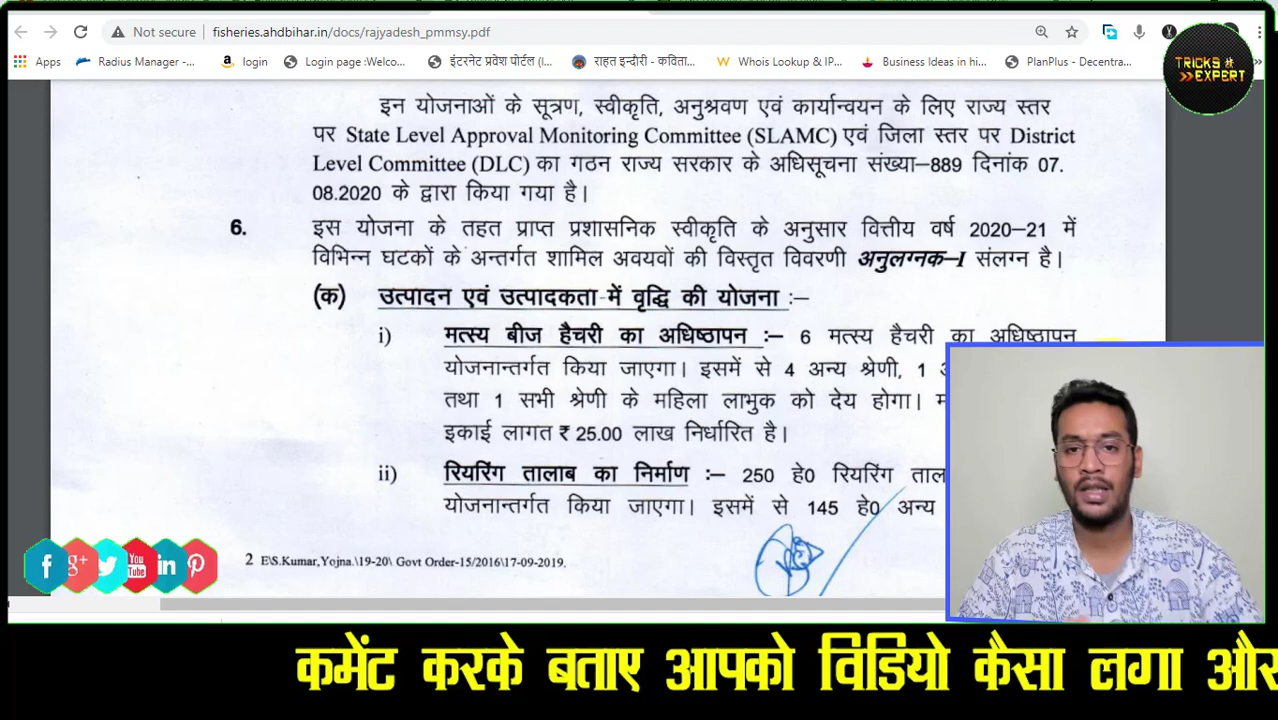 Not secure
fisheries.ahdbihar.in/docs/rajyadesh_pmmsy.pdf
Apps
Radius Manager -...
login
Login page :Welco...
इंटरनेट प्रवेश पोर्टल (I...
राहत इन्दौरी - कविता...
Whois Lookup & IP...
Business Ideas in hi...
PlanPlus - Decentra...
TRICKS
EXPERT
इन योजनाओं के सूत्रण, स्वीकृति, अनुश्रवण एवं कार्यान्वयन के लिए राज्य स्तर
पर State Level Approval Monitoring Committee (SLAMC) एवं जिला स्तर पर District
Level Committee (DLC) का गठन राज्य सरकार के अधिसूचना संख्या–889 दिनांक 07.
08.2020 के द्वारा किया गया है।
6. इस योजना के तहत प्राप्त प्रशासनिक स्वीकृति के अनुसार वित्तीय वर्ष 2020–21 में
विभिन्न घटकों के अन्तर्गत शामिल अवयवों की विस्तृत विवरणी अनुलग्नक–I संलग्न है।
(क) उत्पादन एवं उत्पादकता में वृद्धि की योजना :–
i) मत्स्य बीज हैचरी का अधिष्ठापन :– 6 मत्स्य हैचरी का अधिष्ठापन
योजनान्तर्गत किया जाएगा। इसमें से 4 अन्य श्रेणी, 1
तथा 1 सभी श्रेणी के महिला लाभुक को देय होगा।
इकाई लागत ₹ 25.00 लाख निर्धारित है।
ii) रियरिंग तालाब का निर्माण :– 250 हे0 रियरिंग
योजनान्तर्गत किया जाएगा। इसमें से 145 हे0 अन्य
2 E\S.Kumar,Yojna.\19-20\ Govt Order-15/2016\17-09-2019.
You
Tube
कमेंट करके बताए आपको विडियो कैसा लगा और